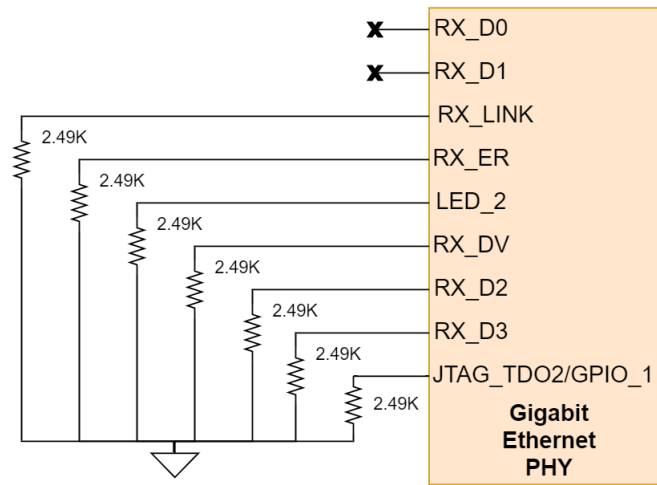 RX_D0
RX_D1
RX_LINK
2.49K
RX_ER
2.49K
LED_2
2.49K
RX_DV
2.49K
RX_D2
2.49K
RX_D3
2.49K
JTAG_TDO2/GPIO_1
2.49K
Gigabit
Ethernet
PHY